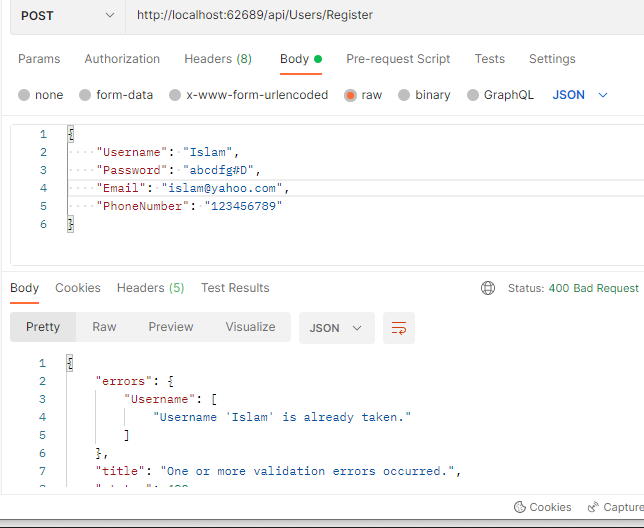 POST http://localhost:62689/api/Users/Register
Params Authorization Headers (8) Body Pre-request Script Tests Settings
none form-data x-www-form-urlencoded raw binary GraphQL JSON
1 {
2 "Username": "Islam",
3 "Password": "abcdfg#D",
4 "Email": "islam@yahoo.com",
5 "PhoneNumber": "123456789"
6 }
Body Cookies Headers (5) Test Results Status: 400 Bad Request
Pretty Raw Preview Visualize JSON
1 {
2 "errors": {
3 "Username": [
4 "Username 'Islam' is already taken."
5 ]
6 },
7 "title": "One or more validation errors occurred.",
Cookies Capture